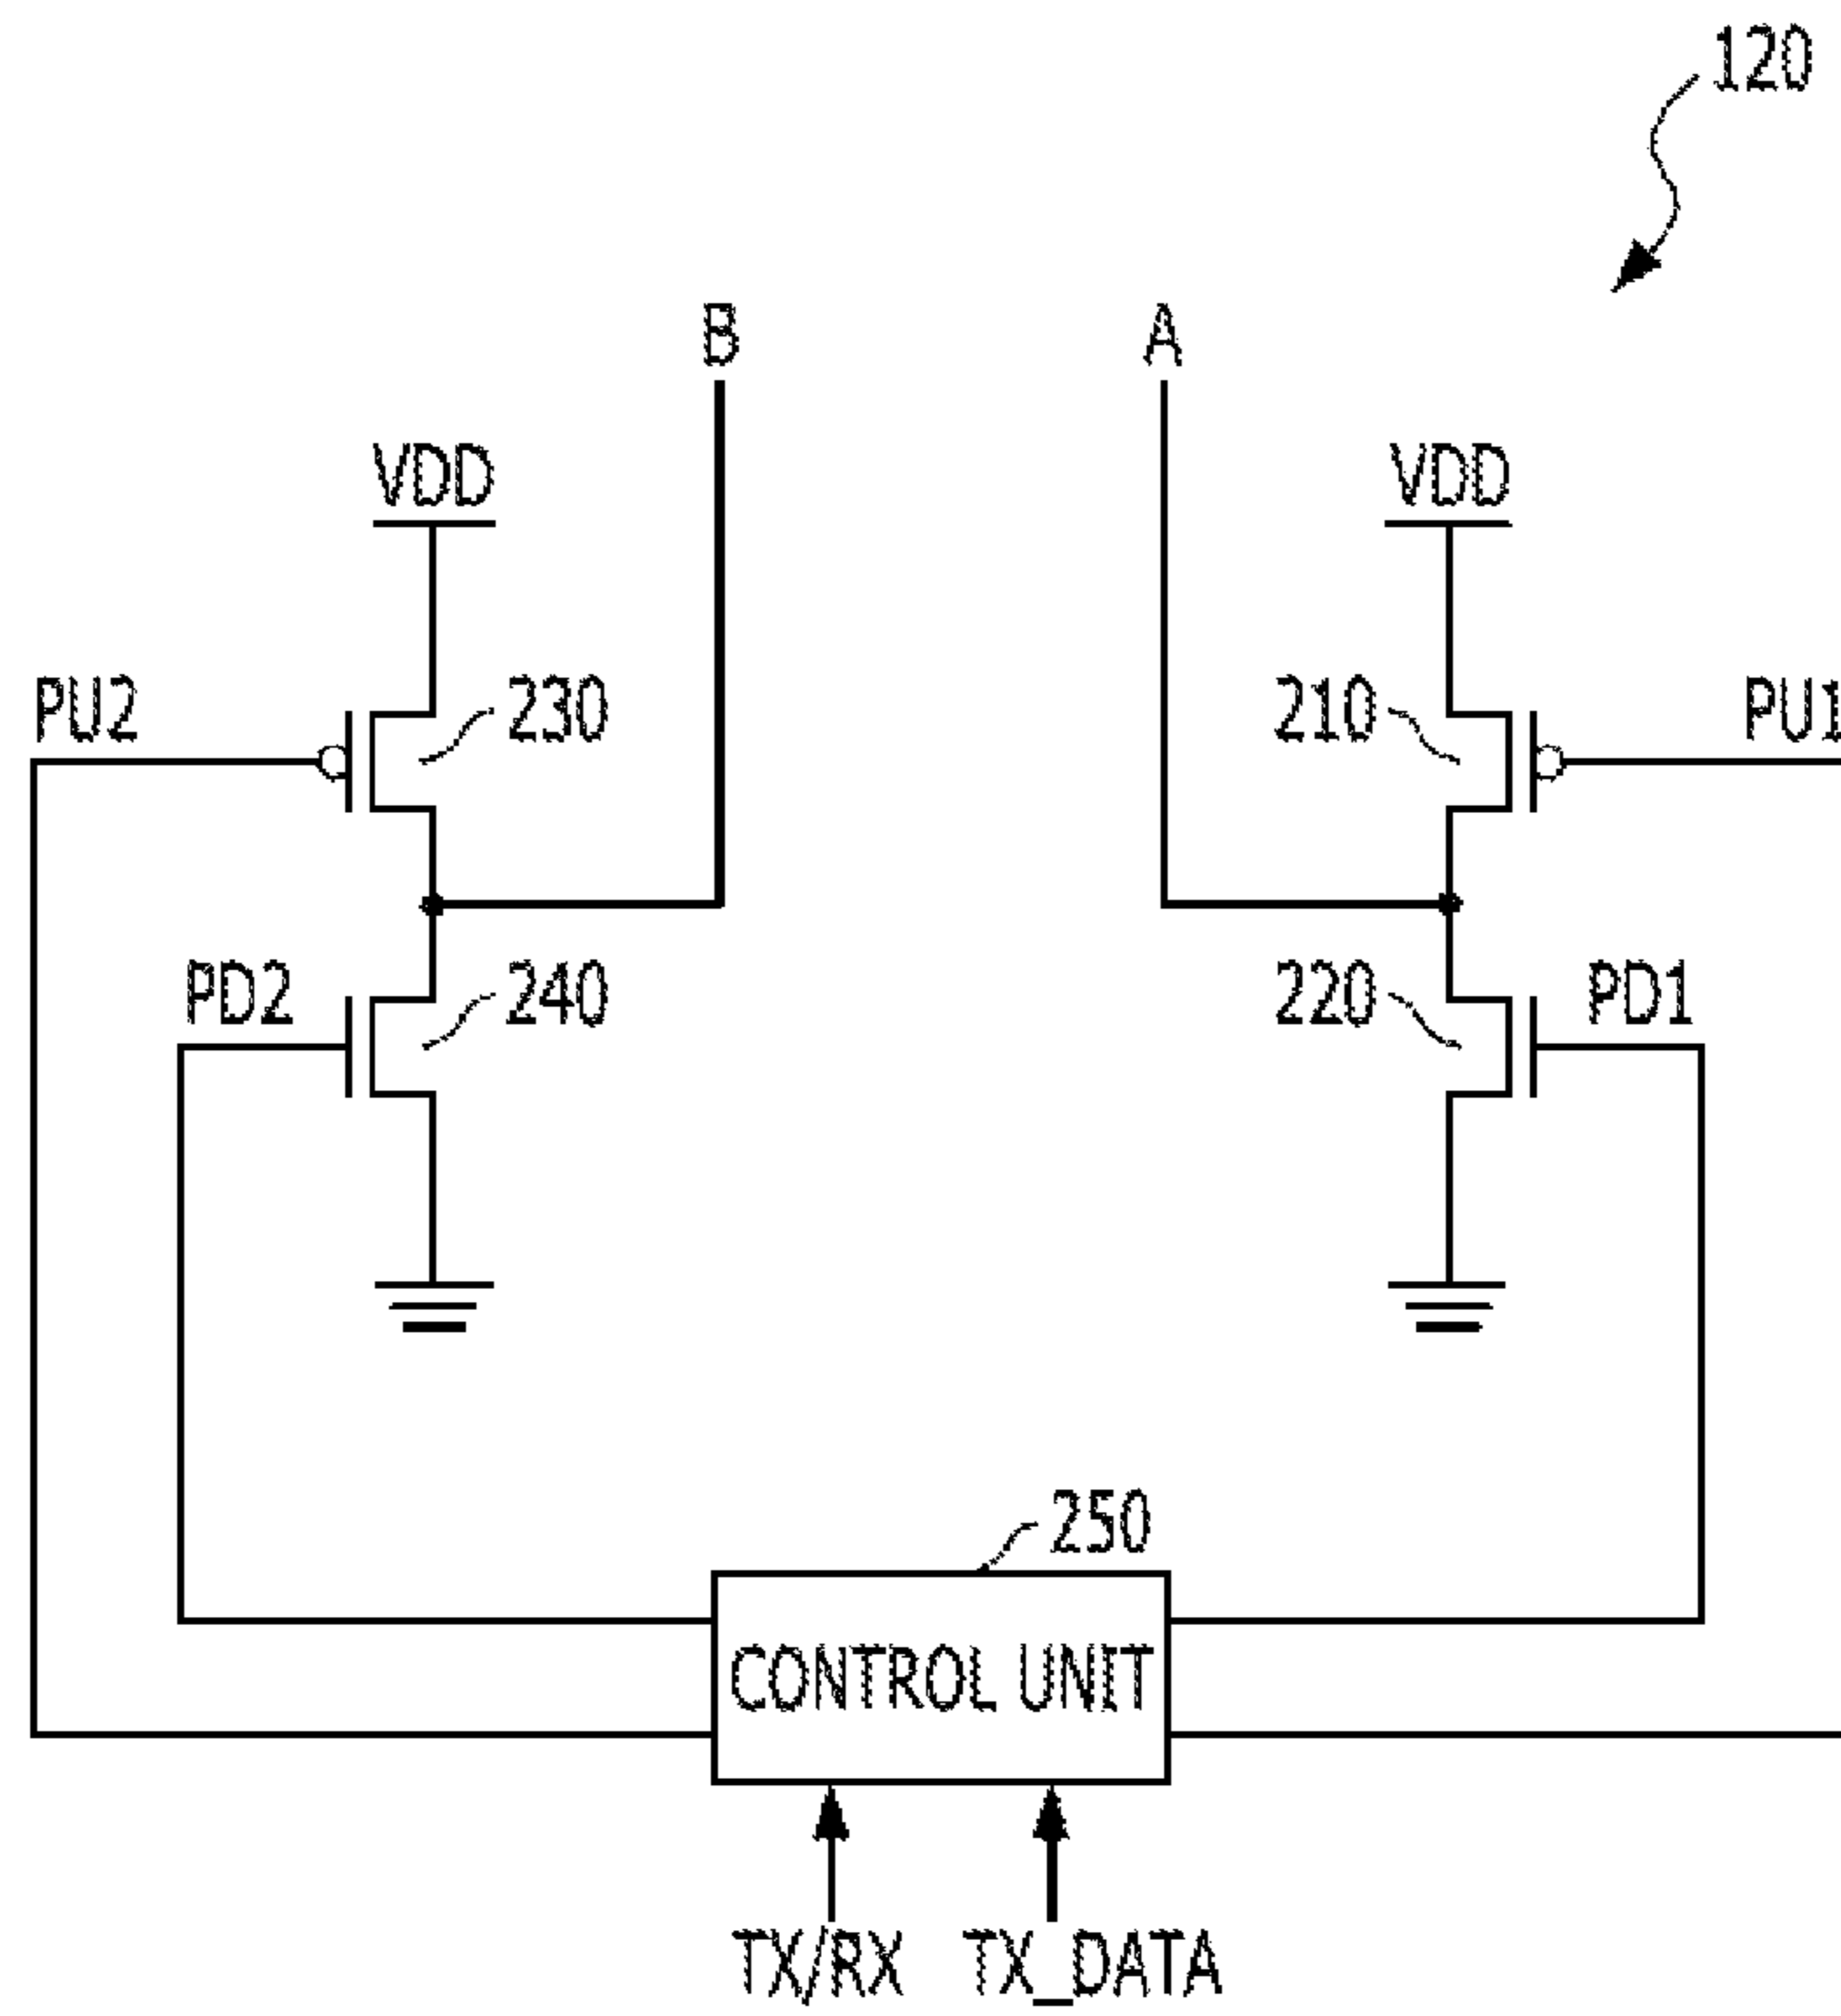 120
B A
VDD VDD
PU2 230 210 PU1
PD2 240 220 PD1
250
CONTROL UNIT
TX/RX TX_DATA